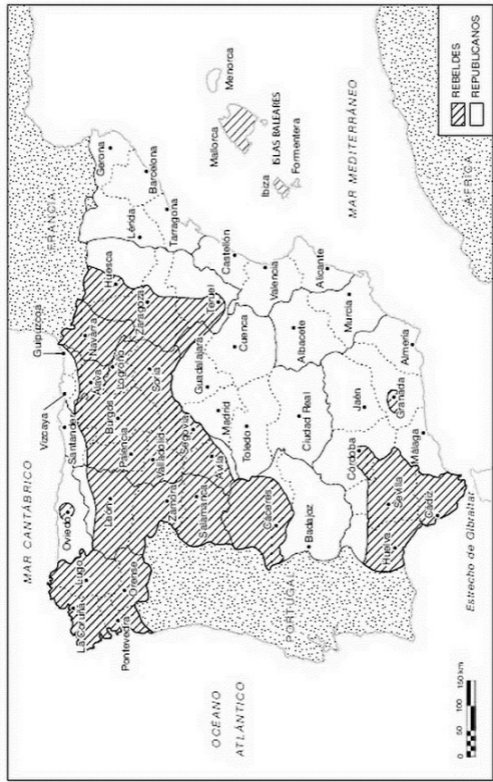 MAR CANTÁBRICO
Vizcaya
Guipúzcoa
FRANCIA
La Coruña
Lugo
Oviedo
Santander
Pontevedra
Orense
León
Palencia
Burgos
Álava
Navarra
Logroño
Huesca
Lérida
Gerona
Barcelona
Tarragona
Zamora
Valladolid
Soria
Zaragoza
Salamanca
Segovia
Ávila
Guadalajara
Teruel
Madrid
Castellón
OCÉANO
ATLÁNTICO
PORTUGAL
Cáceres
Toledo
Cuenca
Valencia
Menorca
Mallorca
ISLAS BALEARES
Ibiza
Formentera
Badajoz
Ciudad Real
Albacete
Alicante
MAR MEDITERRÁNEO
Córdoba
Jaén
Murcia
Huelva
Sevilla
Granada
Almería
Cádiz
Málaga
Estrecho de Gibraltar
ÁFRICA
0 50 100 150 km
REBELDES
REPUBLICANOS